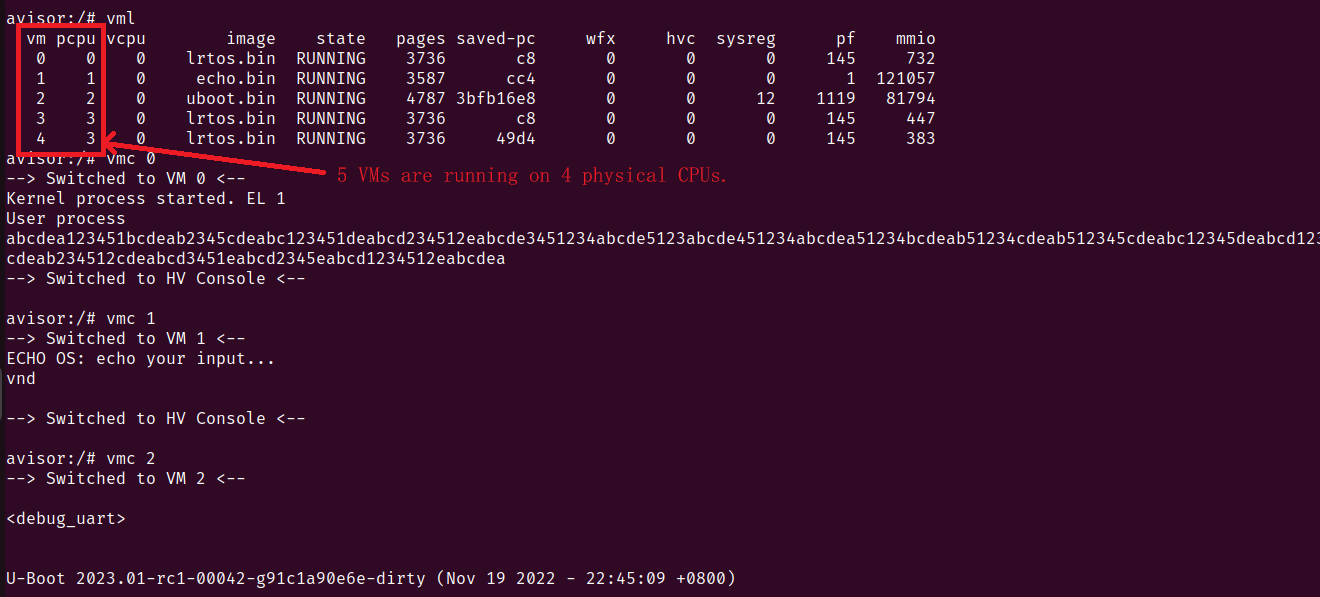 avisor:/# vml
vm pcpu vcpu image state pages saved-pc wfx hvc sysreg pf mmio
0 0 0 lrtos.bin RUNNING 3736 c8 0 0 0 145 732
1 1 0 echo.bin RUNNING 3587 cc4 0 0 0 1 121057
2 2 0 uboot.bin RUNNING 4787 3bfb16e8 0 0 12 1119 81794
3 3 0 lrtos.bin RUNNING 3736 c8 0 0 0 145 447
4 3 0 lrtos.bin RUNNING 3736 49d4 0 0 0 145 383
avisor:/# vmc 0
5 VMs are running on 4 physical CPUs.
--> Switched to VM 0 <--
Kernel process started. EL 1
User process
abcdea123451bcdeab2345cdeabc123451deabcd234512eabcde3451234abcde5123abcde451234abcdea51234bcdeab51234cdeab512345cdeabc12345deabcd123
cdeab234512cdeabcd3451eabcd2345eabcd1234512eabcdea
--> Switched to HV Console <--
avisor:/# vmc 1
--> Switched to VM 1 <--
ECHO OS: echo your input...
vnd
--> Switched to HV Console <--
avisor:/# vmc 2
--> Switched to VM 2 <--
<debug_uart>
U-Boot 2023.01-rc1-00042-g91c1a90e6e-dirty (Nov 19 2022 - 22:45:09 +0800)